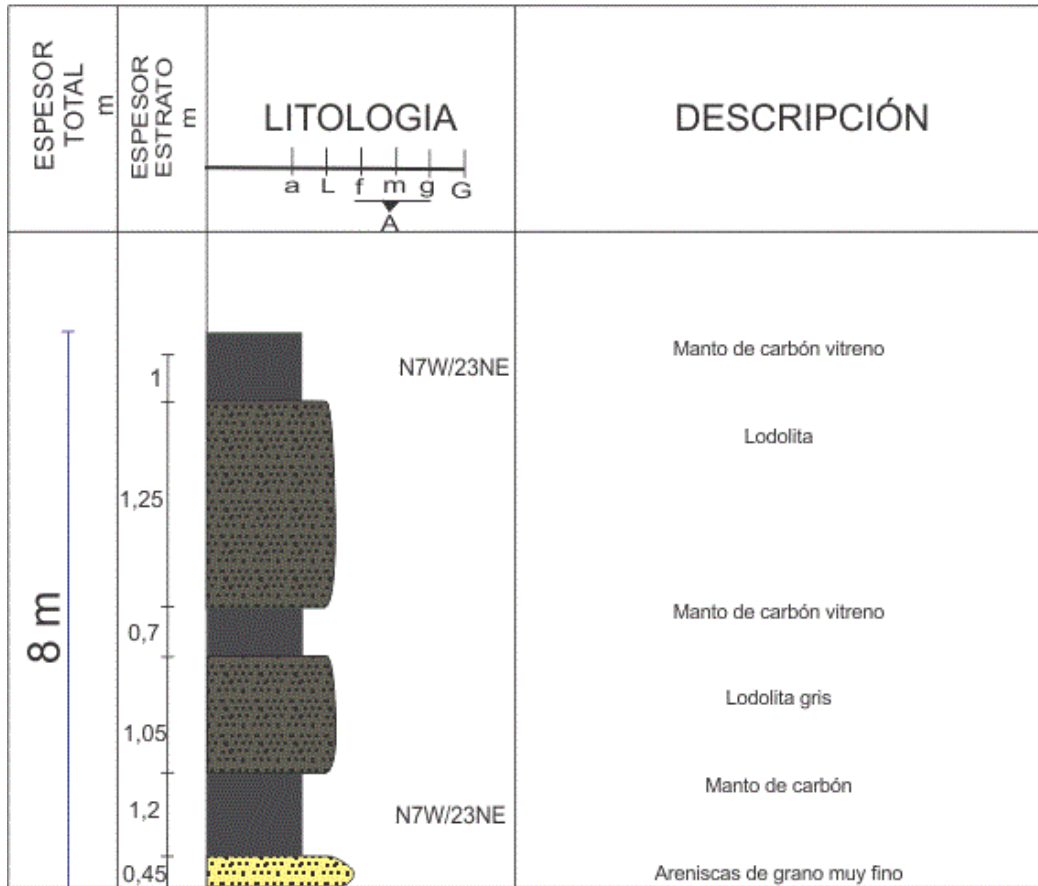 ESPESOR
TOTAL
m
ESPESOR
ESTRATO
m
LITOLOGIA
a L f m g G
A
DESCRIPCIÓN
8 m
1
N7W/23NE
Manto de carbón vitreno
1,25
Lodolita
0,7
Manto de carbón vitreno
1,05
Lodolita gris
1,2
N7W/23NE
Manto de carbón
0,45
Areniscas de grano muy fino